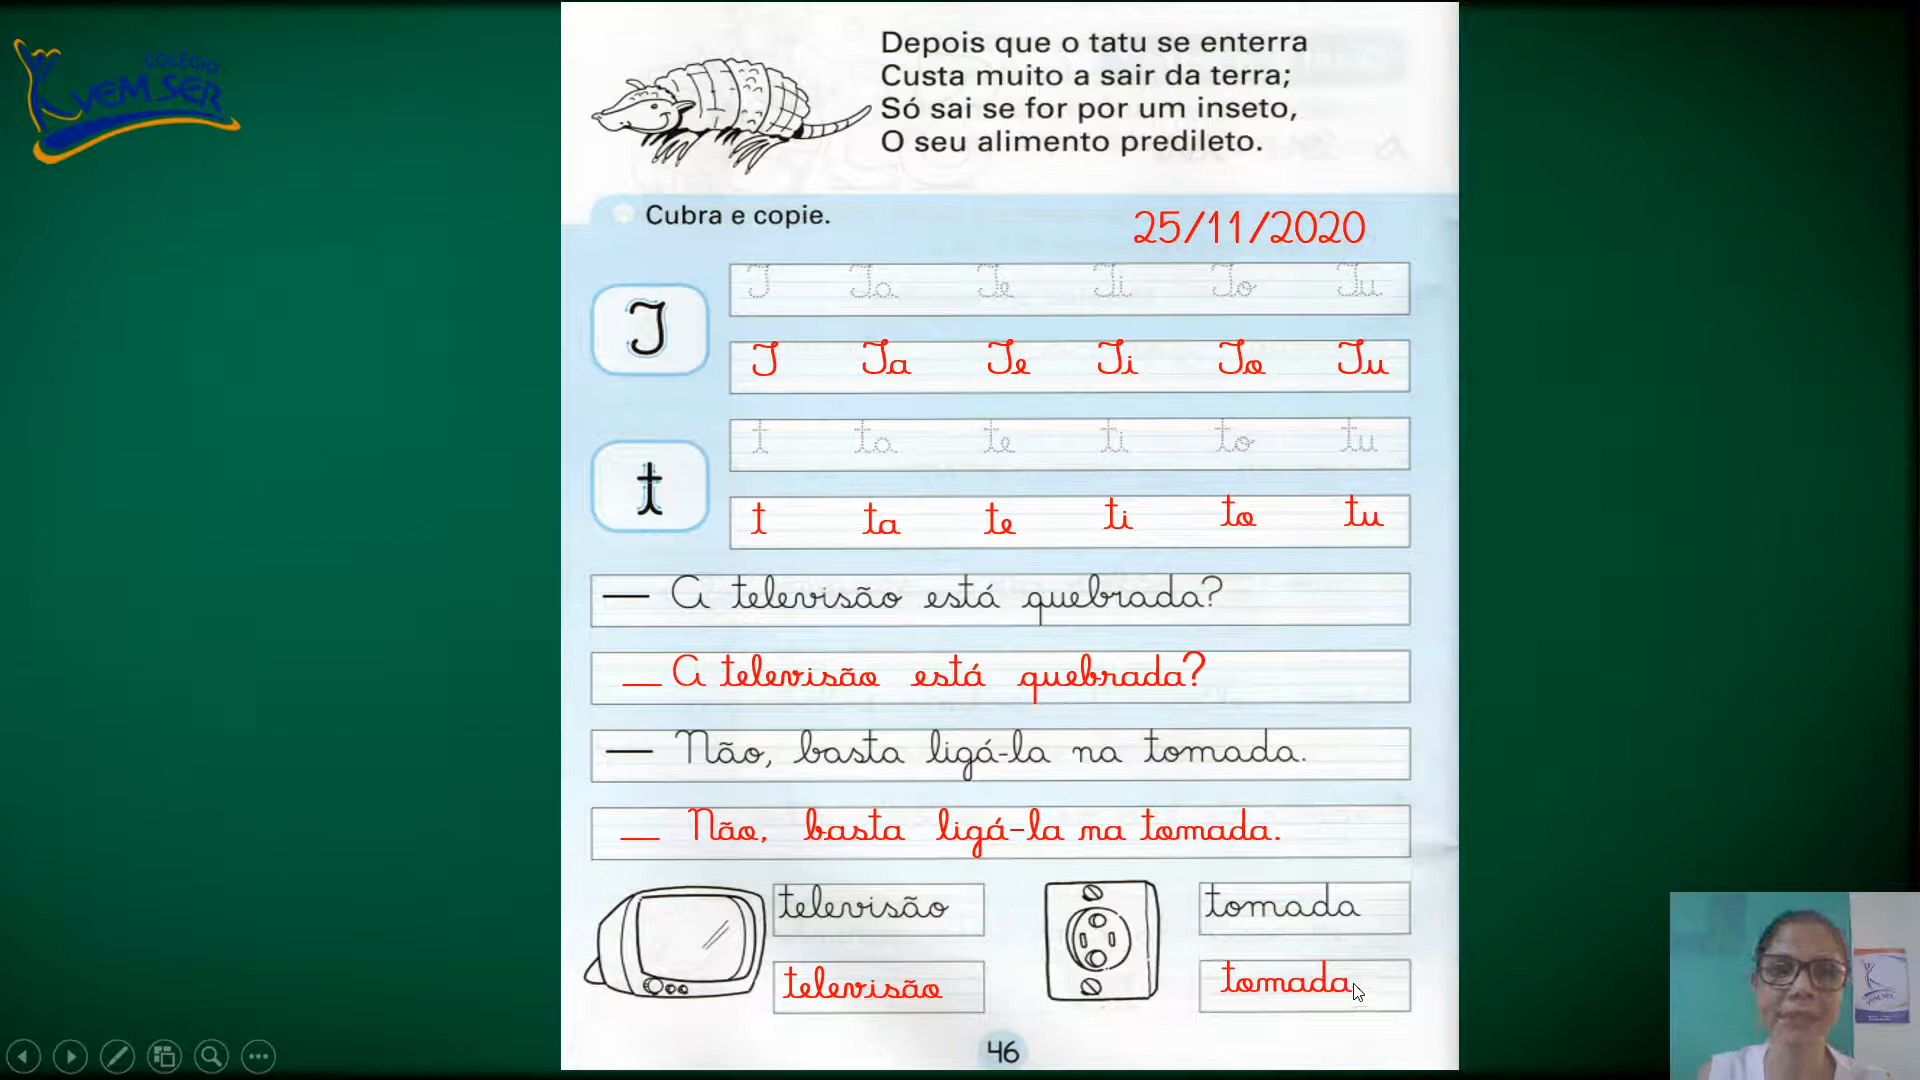 COLÉGIO
VEM SER
Depois que o tatu se enterra
Custa muito a sair da terra;
Só sai se for por um inseto,
O seu alimento predileto.
Cubra e copie.
25/11/2020
T Ta Te Ti To Tu
T
T Ta Te Ti To Tu
t ta te ti to tu
t
t ta te ti to tu
— A televisão está quebrada?
— A televisão está quebrada?
— Não, basta ligá-la na tomada.
— Não, basta ligá-la na tomada.
televisão
tomada
televisão
tomada
46
VEM SER